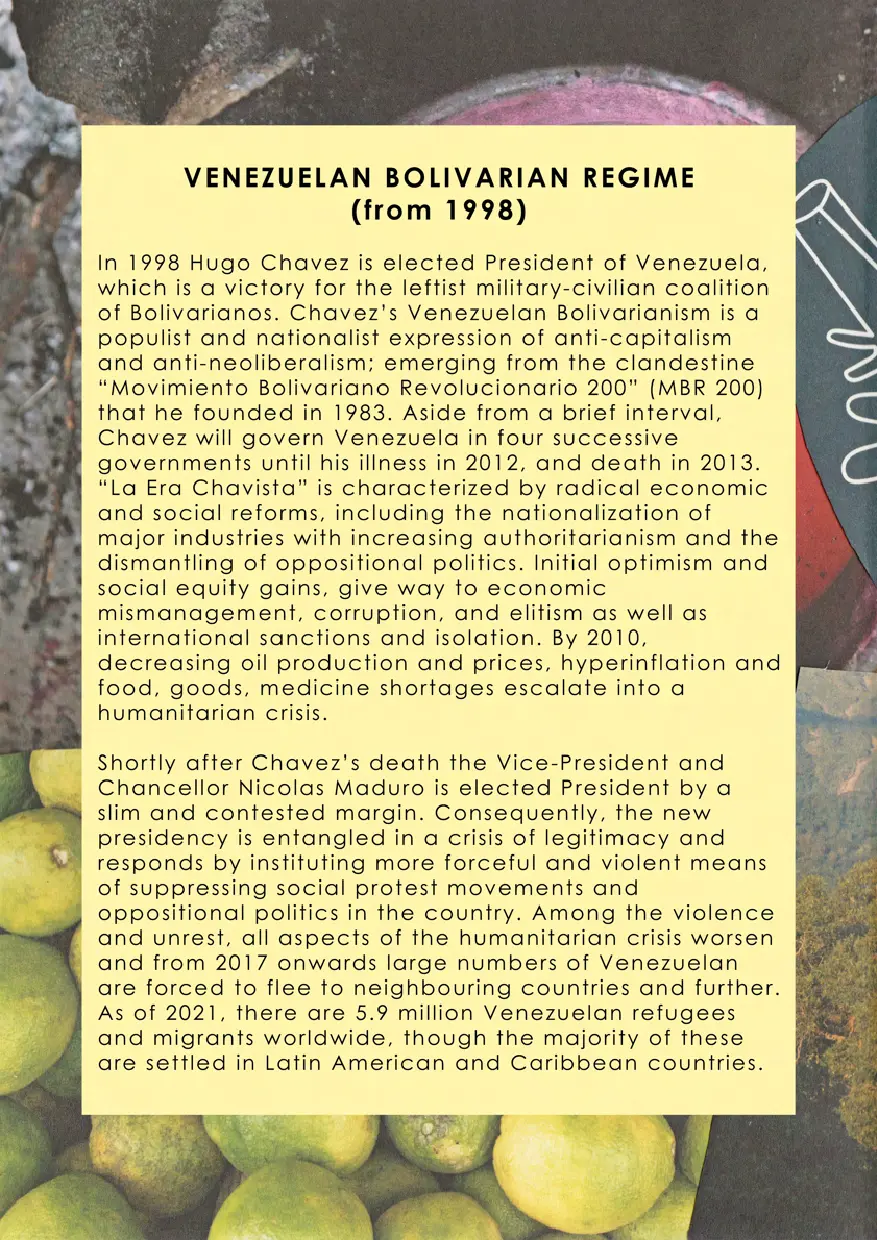 VENEZUELAN BOLIVARIAN REGIME
(from 1998)
In 1998 Hugo Chavez is elected President of Venezuela,
which is a victory for the leftist military-civilian coalition
of Bolivarianos. Chavez's Venezuelan Bolivarianism is a
populist and nationalist expression of anti-capitalism
and anti-neoliberalism; emerging from the clandestine
“Movimiento Bolivariano Revolucionario 200” (MBR 200)
that he founded in 1983. Aside from a brief interval,
Chavez will govern Venezuela in four successive
governments until his illness in 2012, and death in 2013.
“La Era Chavista” is characterized by radical economic
and social reforms, including the nationalization of
major industries with increasing authoritarianism and the
dismantling of oppositional politics. Initial optimism and
social equity gains, give way to economic
mismanagement, corruption, and elitism as well as
international sanctions and isolation. By 2010,
decreasing oil production and prices, hyperinflation and
food, goods, medicine shortages escalate into a
humanitarian crisis.
Shortly after Chavez's death the Vice-President and
Chancellor Nicolas Maduro is elected President by a
slim and contested margin. Consequently, the new
presidency is entangled in a crisis of legitimacy and
responds by instituting more forceful and violent means
of suppressing social protest movements and
oppositional politics in the country. Among the violence
and unrest, all aspects of the humanitarian crisis worsen
and from 2017 onwards large numbers of Venezuelan
are forced to flee to neighbouring countries and further.
As of 2021, there are 5.9 million Venezuelan refugees
and migrants worldwide, though the majority of these
are settled in Latin American and Caribbean countries.